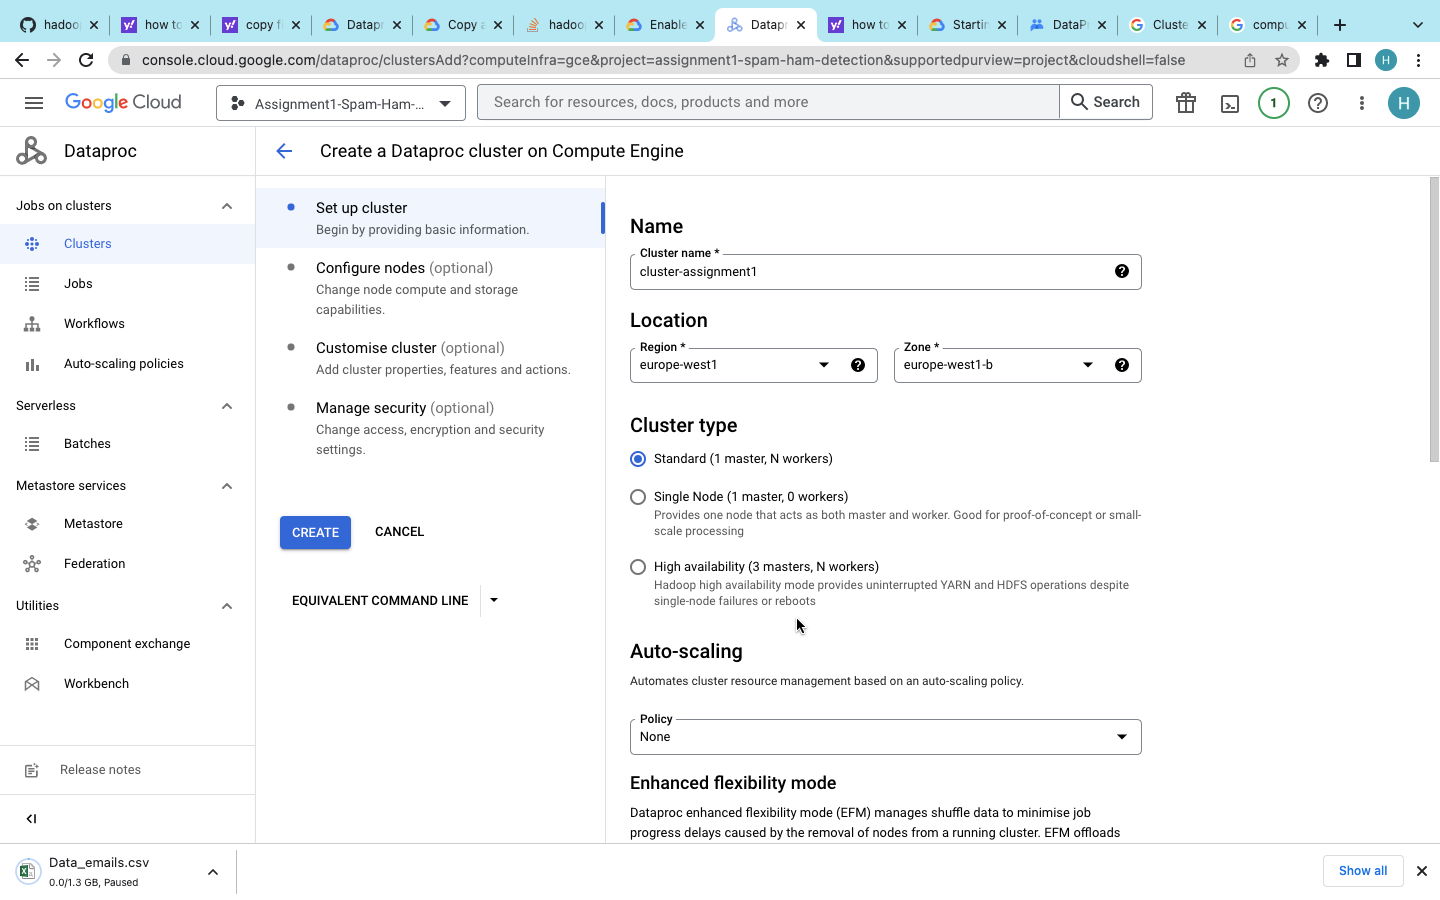 hadoo
how to
copy f
Datapr
Copy a
hadoo
Enable
Datapr
how to
Startin
DataP
Cluste
compu
console.cloud.google.com/dataproc/clustersAdd?computeInfra=gce&project=assignment1-spam-ham-detection&supportedpurview=project&cloudshell=false
H
Google Cloud
Assignment1-Spam-Ham-...
Search for resources, docs, products and more
Search
1
H
Dataproc
Create a Dataproc cluster on Compute Engine
Jobs on clusters
Clusters
Jobs
Workflows
Auto-scaling policies
Serverless
Batches
Metastore services
Metastore
Federation
Utilities
Component exchange
Workbench
Release notes
Set up cluster
Begin by providing basic information.
Configure nodes (optional)
Change node compute and storage
capabilities.
Customise cluster (optional)
Add cluster properties, features and actions.
Manage security (optional)
Change access, encryption and security
settings.
CREATE
CANCEL
EQUIVALENT COMMAND LINE
Name
Cluster name *
cluster-assignment1
Location
Region *
europe-west1
Zone *
europe-west1-b
Cluster type
Standard (1 master, N workers)
Single Node (1 master, 0 workers)
Provides one node that acts as both master and worker. Good for proof-of-concept or small-
scale processing
High availability (3 masters, N workers)
Hadoop high availability mode provides uninterrupted YARN and HDFS operations despite
single-node failures or reboots
Auto-scaling
Automates cluster resource management based on an auto-scaling policy.
Policy
None
Enhanced flexibility mode
Dataproc enhanced flexibility mode (EFM) manages shuffle data to minimise job
progress delays caused by the removal of nodes from a running cluster. EFM offloads
Data_emails.csv
0.0/1.3 GB, Paused
Show all